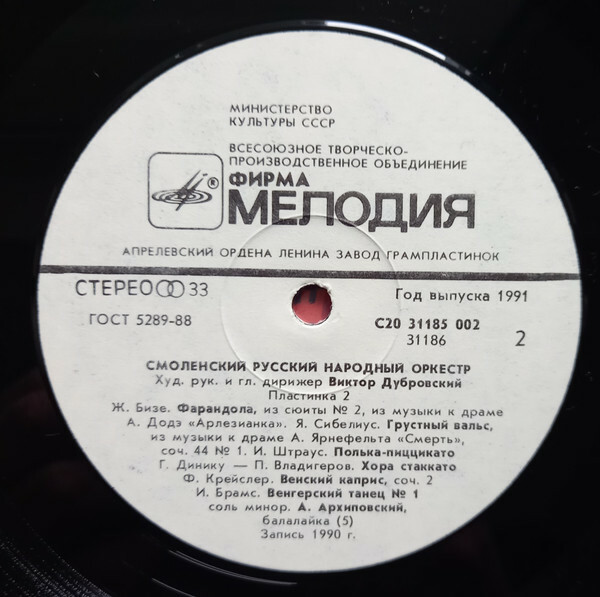 МИНИСТЕРСТВО
КУЛЬТУРЫ СССР
ВСЕСОЮЗНОЕ ТВОРЧЕСКО-
ПРОИЗВОДСТВЕННОЕ ОБЪЕДИНЕНИЕ
®
ФИРМА
МЕЛОДИЯ
АПРЕЛЕВСКИЙ ОРДЕНА ЛЕНИНА ЗАВОД ГРАМПЛАСТИНОК
СТЕРЕО 33
Год выпуска 1991
ГОСТ 5289-88
С20 31185 002
31186
2
СМОЛЕНСКИЙ РУССКИЙ НАРОДНЫЙ ОРКЕСТР
Худ. рук. и гл. дирижер Виктор Дубровский
Пластинка 2
Ж. Бизе. Фарандола, из сюиты № 2, из музыки к драме
А. Додэ «Арлезианка». Я. Сибелиус. Грустный вальс,
из музыки к драме А. Ярнефельта «Смерть»,
соч. 44 № 1. И. Штраус. Полька-пиццикато
Г. Динику — П. Владигеров. Хора стаккато
Ф. Крейслер. Венский каприс, соч. 2
И. Брамс. Венгерский танец № 1
соль минор. А. Архиповский,
балалайка (5)
Запись 1990 г.